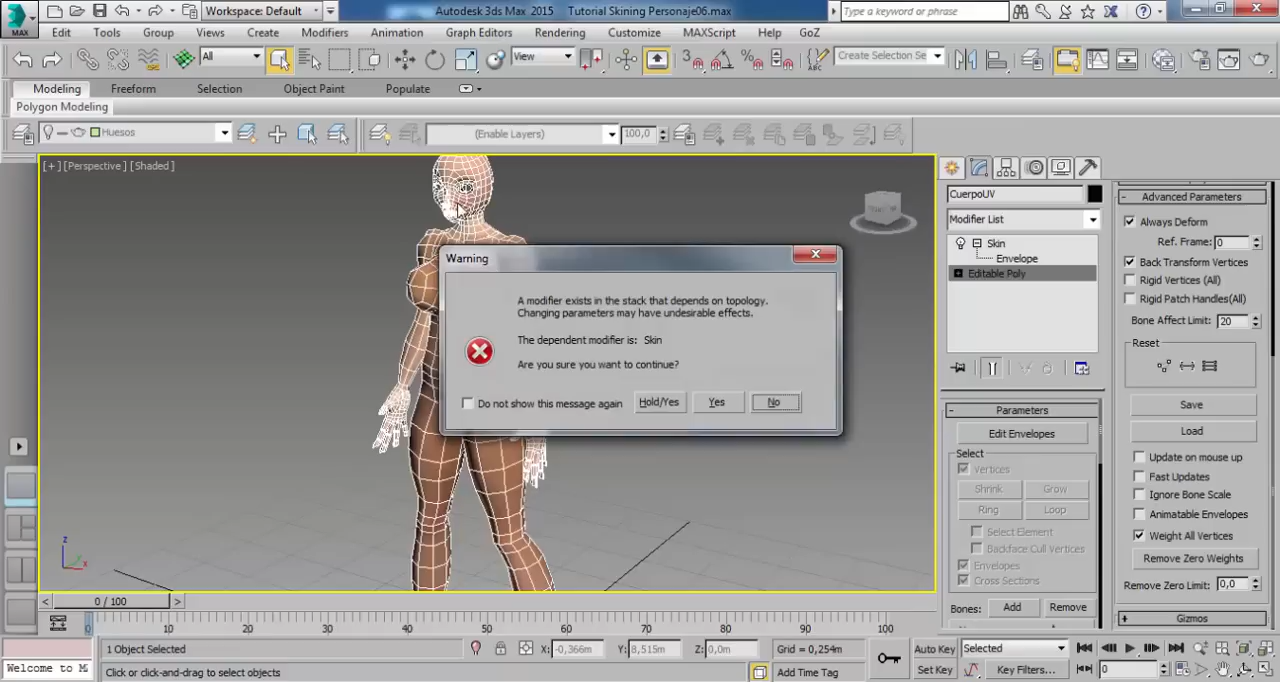 MAX
Workspace: Default
Autodesk 3ds Max 2015 Tutorial Skining Personaje06.max
Type a keyword or phrase
Edit Tools Group Views Create Modifiers Animation Graph Editors Rendering Customize MAXScript Help GoZ
All
View
Create Selection Se
Modeling Freeform Selection Object Paint Populate
Polygon Modeling
Huesos
(Enable Layers)
100,0
[+] [Perspective] [Shaded]
Warning
A modifier exists in the stack that depends on topology.
Changing parameters may have undesirable effects.
The dependent modifier is: Skin
Are you sure you want to continue?
Do not show this message again
Hold/Yes
Yes
No
CuerpoUV
Modifier List
Skin
Envelope
Editable Poly
Parameters
Edit Envelopes
Select
Vertices
Shrink Grow
Ring Loop
Select Element
Backface Cull Vertices
Envelopes
Cross Sections
Bones: Add Remove
Advanced Parameters
Always Deform
Ref. Frame: 0
Back Transform Vertices
Rigid Vertices (All)
Rigid Patch Handles(All)
Bone Affect Limit: 20
Reset
Save
Load
Update on mouse up
Fast Updates
Ignore Bone Scale
Animatable Envelopes
Weight All Vertices
Remove Zero Weights
Remove Zero Limit: 0,0
Gizmos
z
x
0 / 100
0 10 20 30 40 50 60 70 80 90 100
1 Object Selected
X: -0,366m Y: 8,515m Z: 0,0m Grid = 0,254m
Auto Key Selected
Welcome to M
Click or click-and-drag to select objects
Add Time Tag
Set Key Key Filters... 0